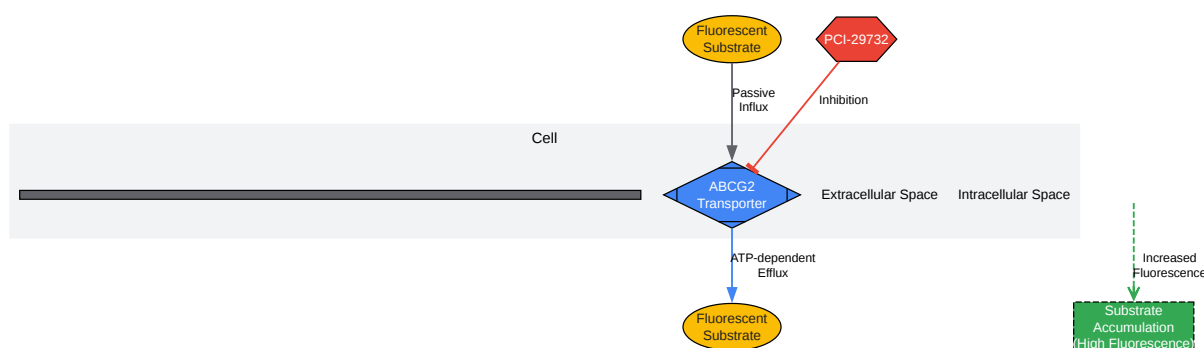 Fluorescent
Substrate
PCI-29732
Passive
Influx
Inhibition
Cell
ABCG2
Transporter
Extracellular Space
Intracellular Space
ATP-dependent
Efflux
Increased
Fluorescence
Fluorescent
Substrate
Substrate
Accumulation
(High Fluorescence)